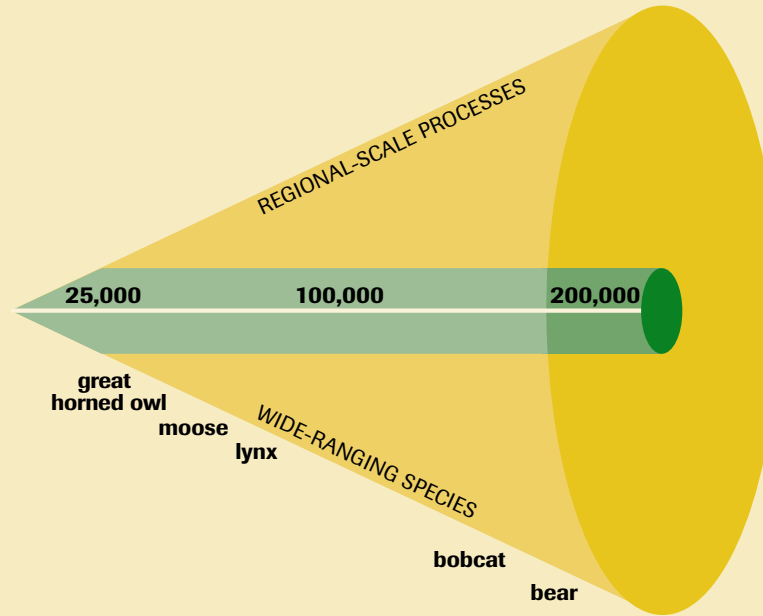 REGIONAL-SCALE PROCESSES
25,000 100,000 200,000
great
horned owl
moose
lynx
WIDE-RANGING SPECIES
bobcat
bear